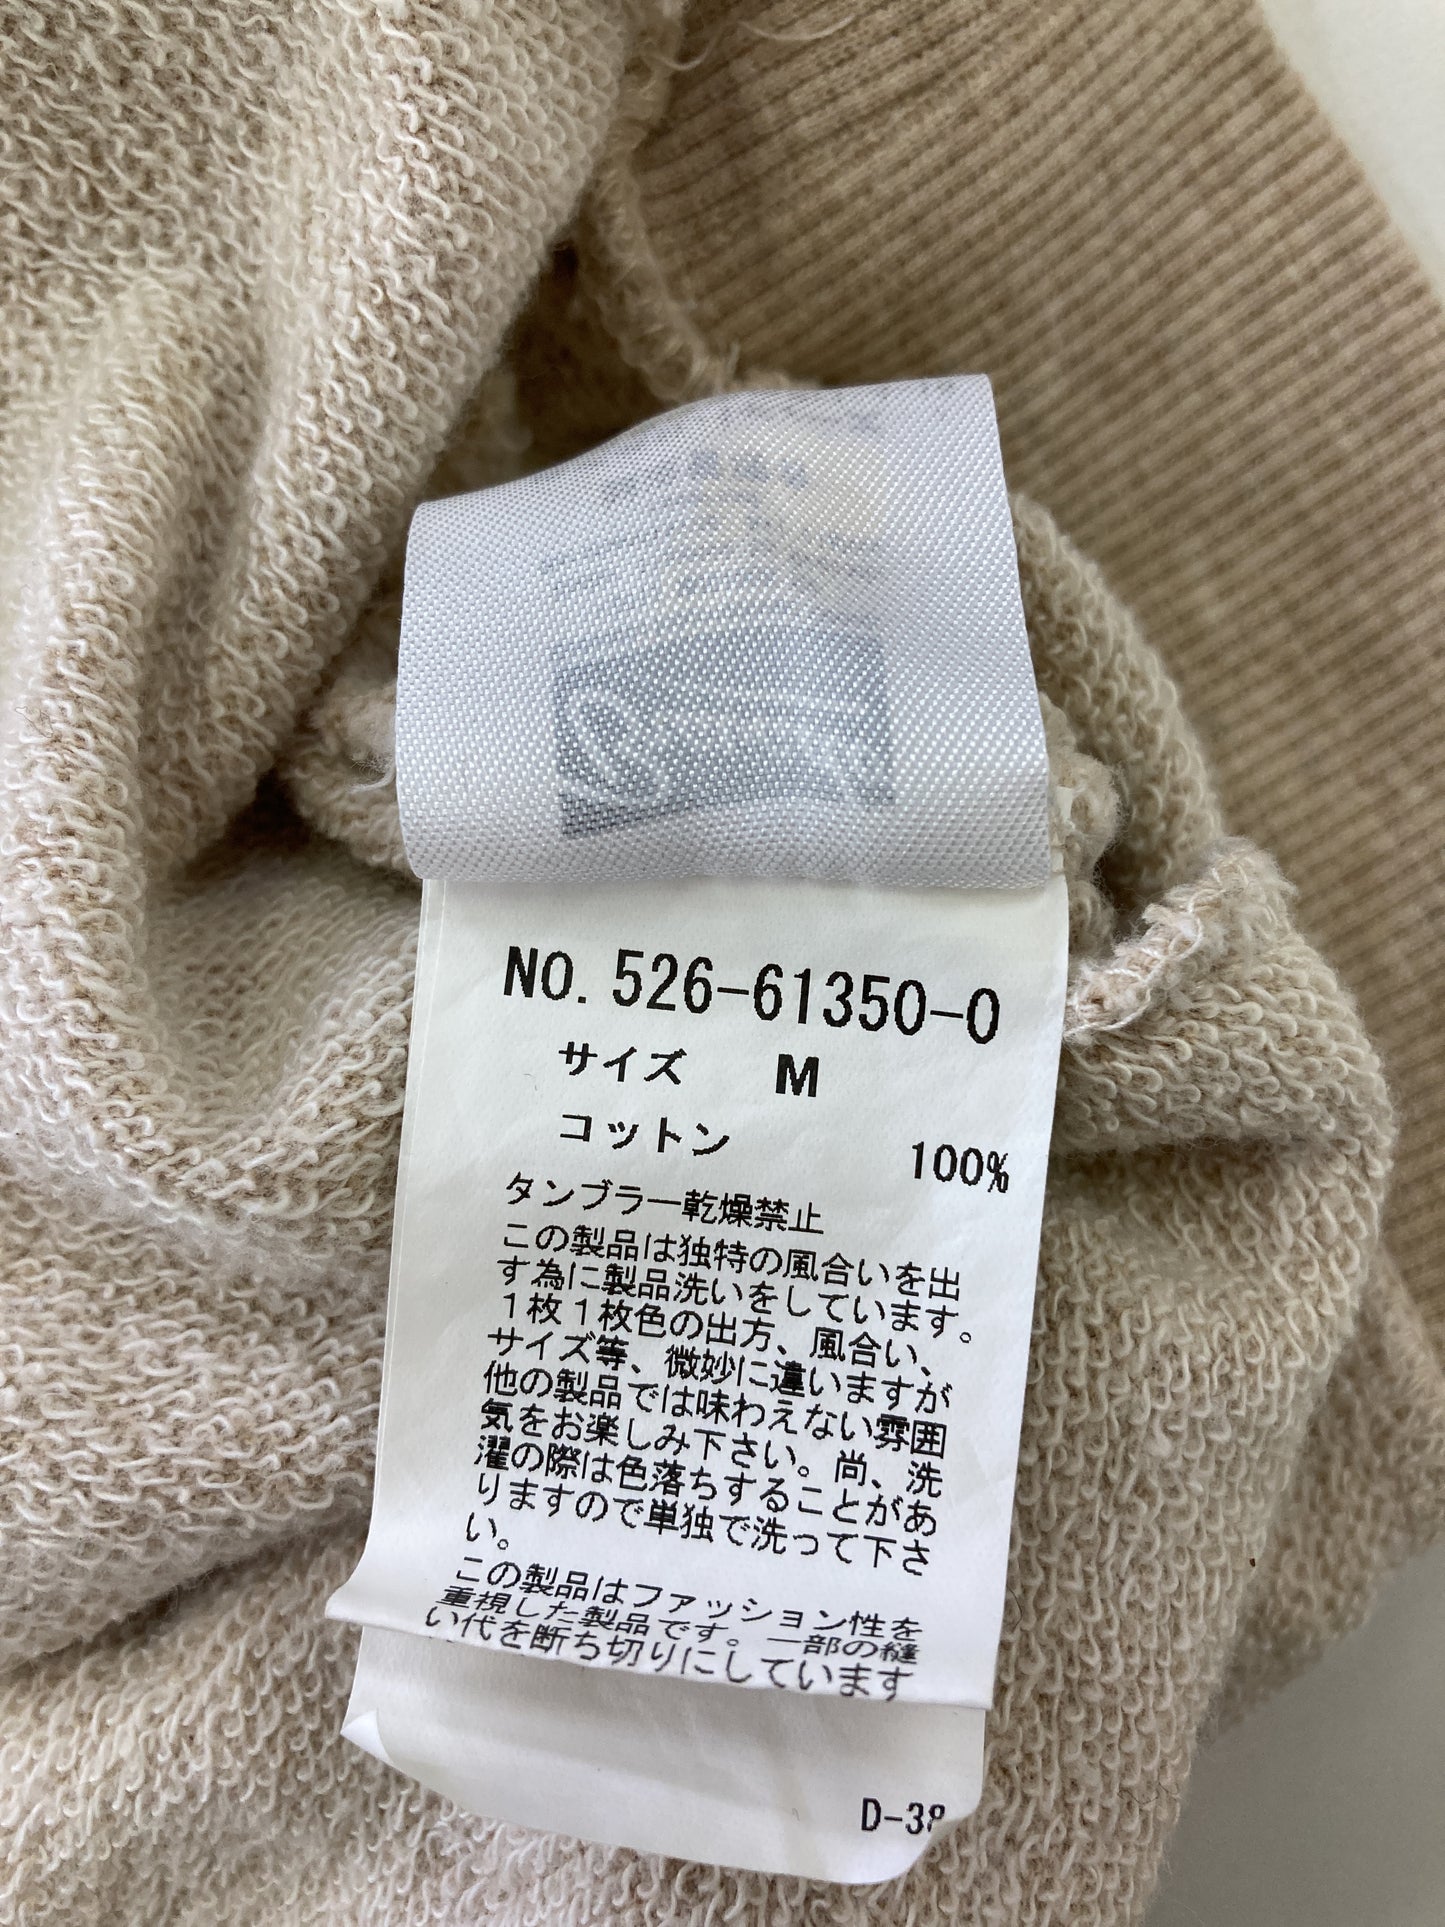 NO. 526-61350-0
サイズ M
コットン 100%
タンブラー乾燥禁止
この製品は独特の風合いを出
す為に製品洗いをしています。
１枚１枚色の出方、風合い、
サイズ等、微妙に違いますが
他の製品では味わえない雰囲
気をお楽しみ下さい。尚、洗
濯の際は色落ちすることがあ
りますので単独で洗って下さ
い。
この製品はファッション性を
重視した製品です。一部の縫
い代を断ち切りにしています